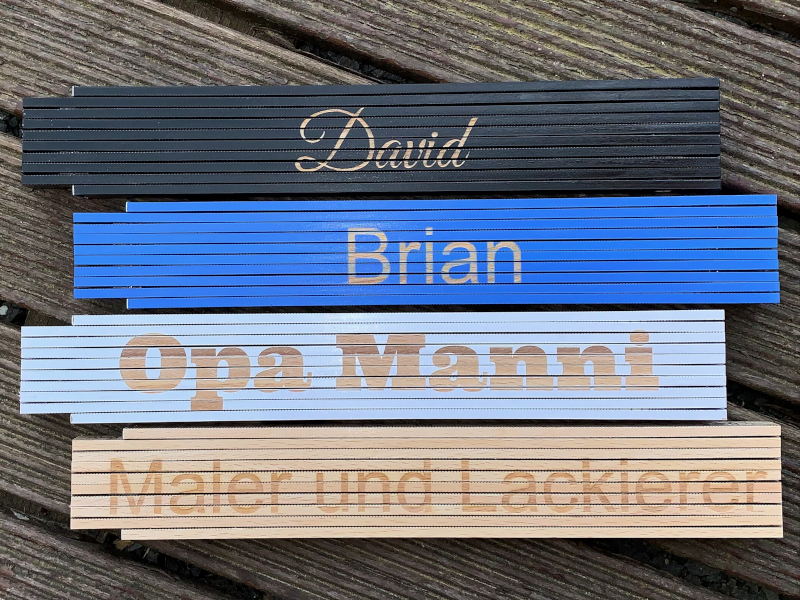 David
Brian
Opa Manni
Maler und Lackierer